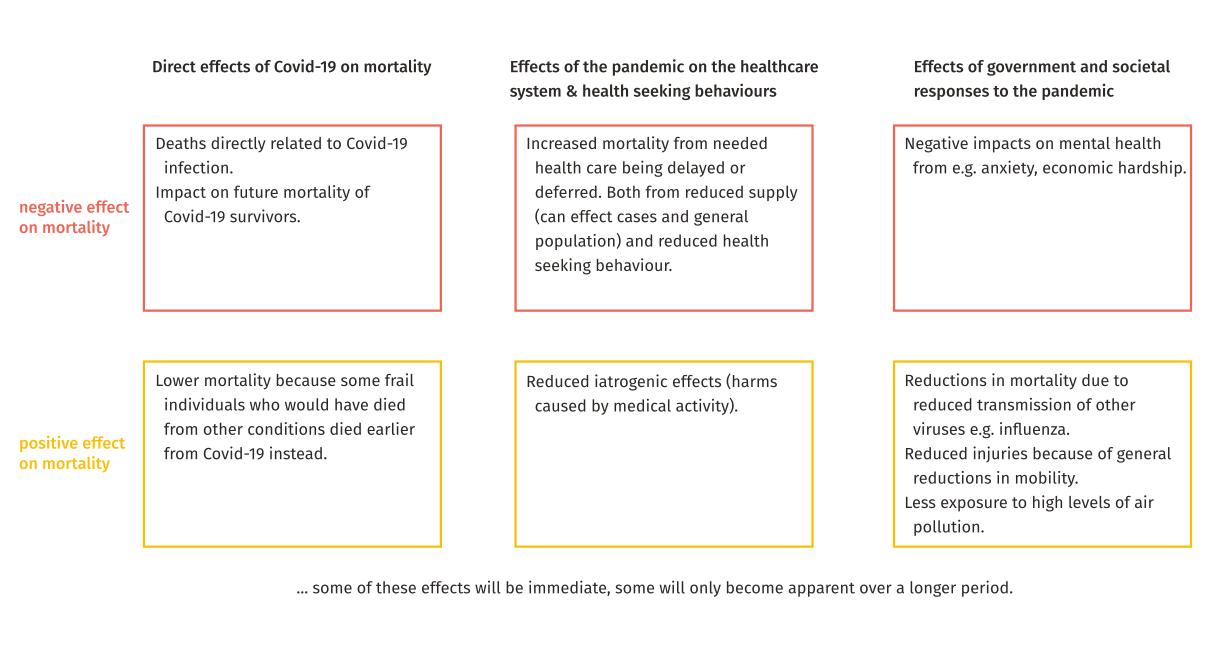 Direct effects of Covid-19 on mortality
Effects of the pandemic on the healthcare
system & health seeking behaviours
Effects of government and societal
responses to the pandemic
negative effect
on mortality
Deaths directly related to Covid-19
infection.
Impact on future mortality of
Covid-19 survivors.
Increased mortality from needed
health care being delayed or
deferred. Both from reduced supply
(can effect cases and general
population) and reduced health
seeking behaviour.
Negative impacts on mental health
from e.g. anxiety, economic hardship.
positive effect
on mortality
Lower mortality because some frail
individuals who would have died
from other conditions died earlier
from Covid-19 instead.
Reduced iatrogenic effects (harms
caused by medical activity).
Reductions in mortality due to
reduced transmission of other
viruses e.g. influenza.
Reduced injuries because of general
reductions in mobility.
Less exposure to high levels of air
pollution.
... some of these effects will be immediate, some will only become apparent over a longer period.